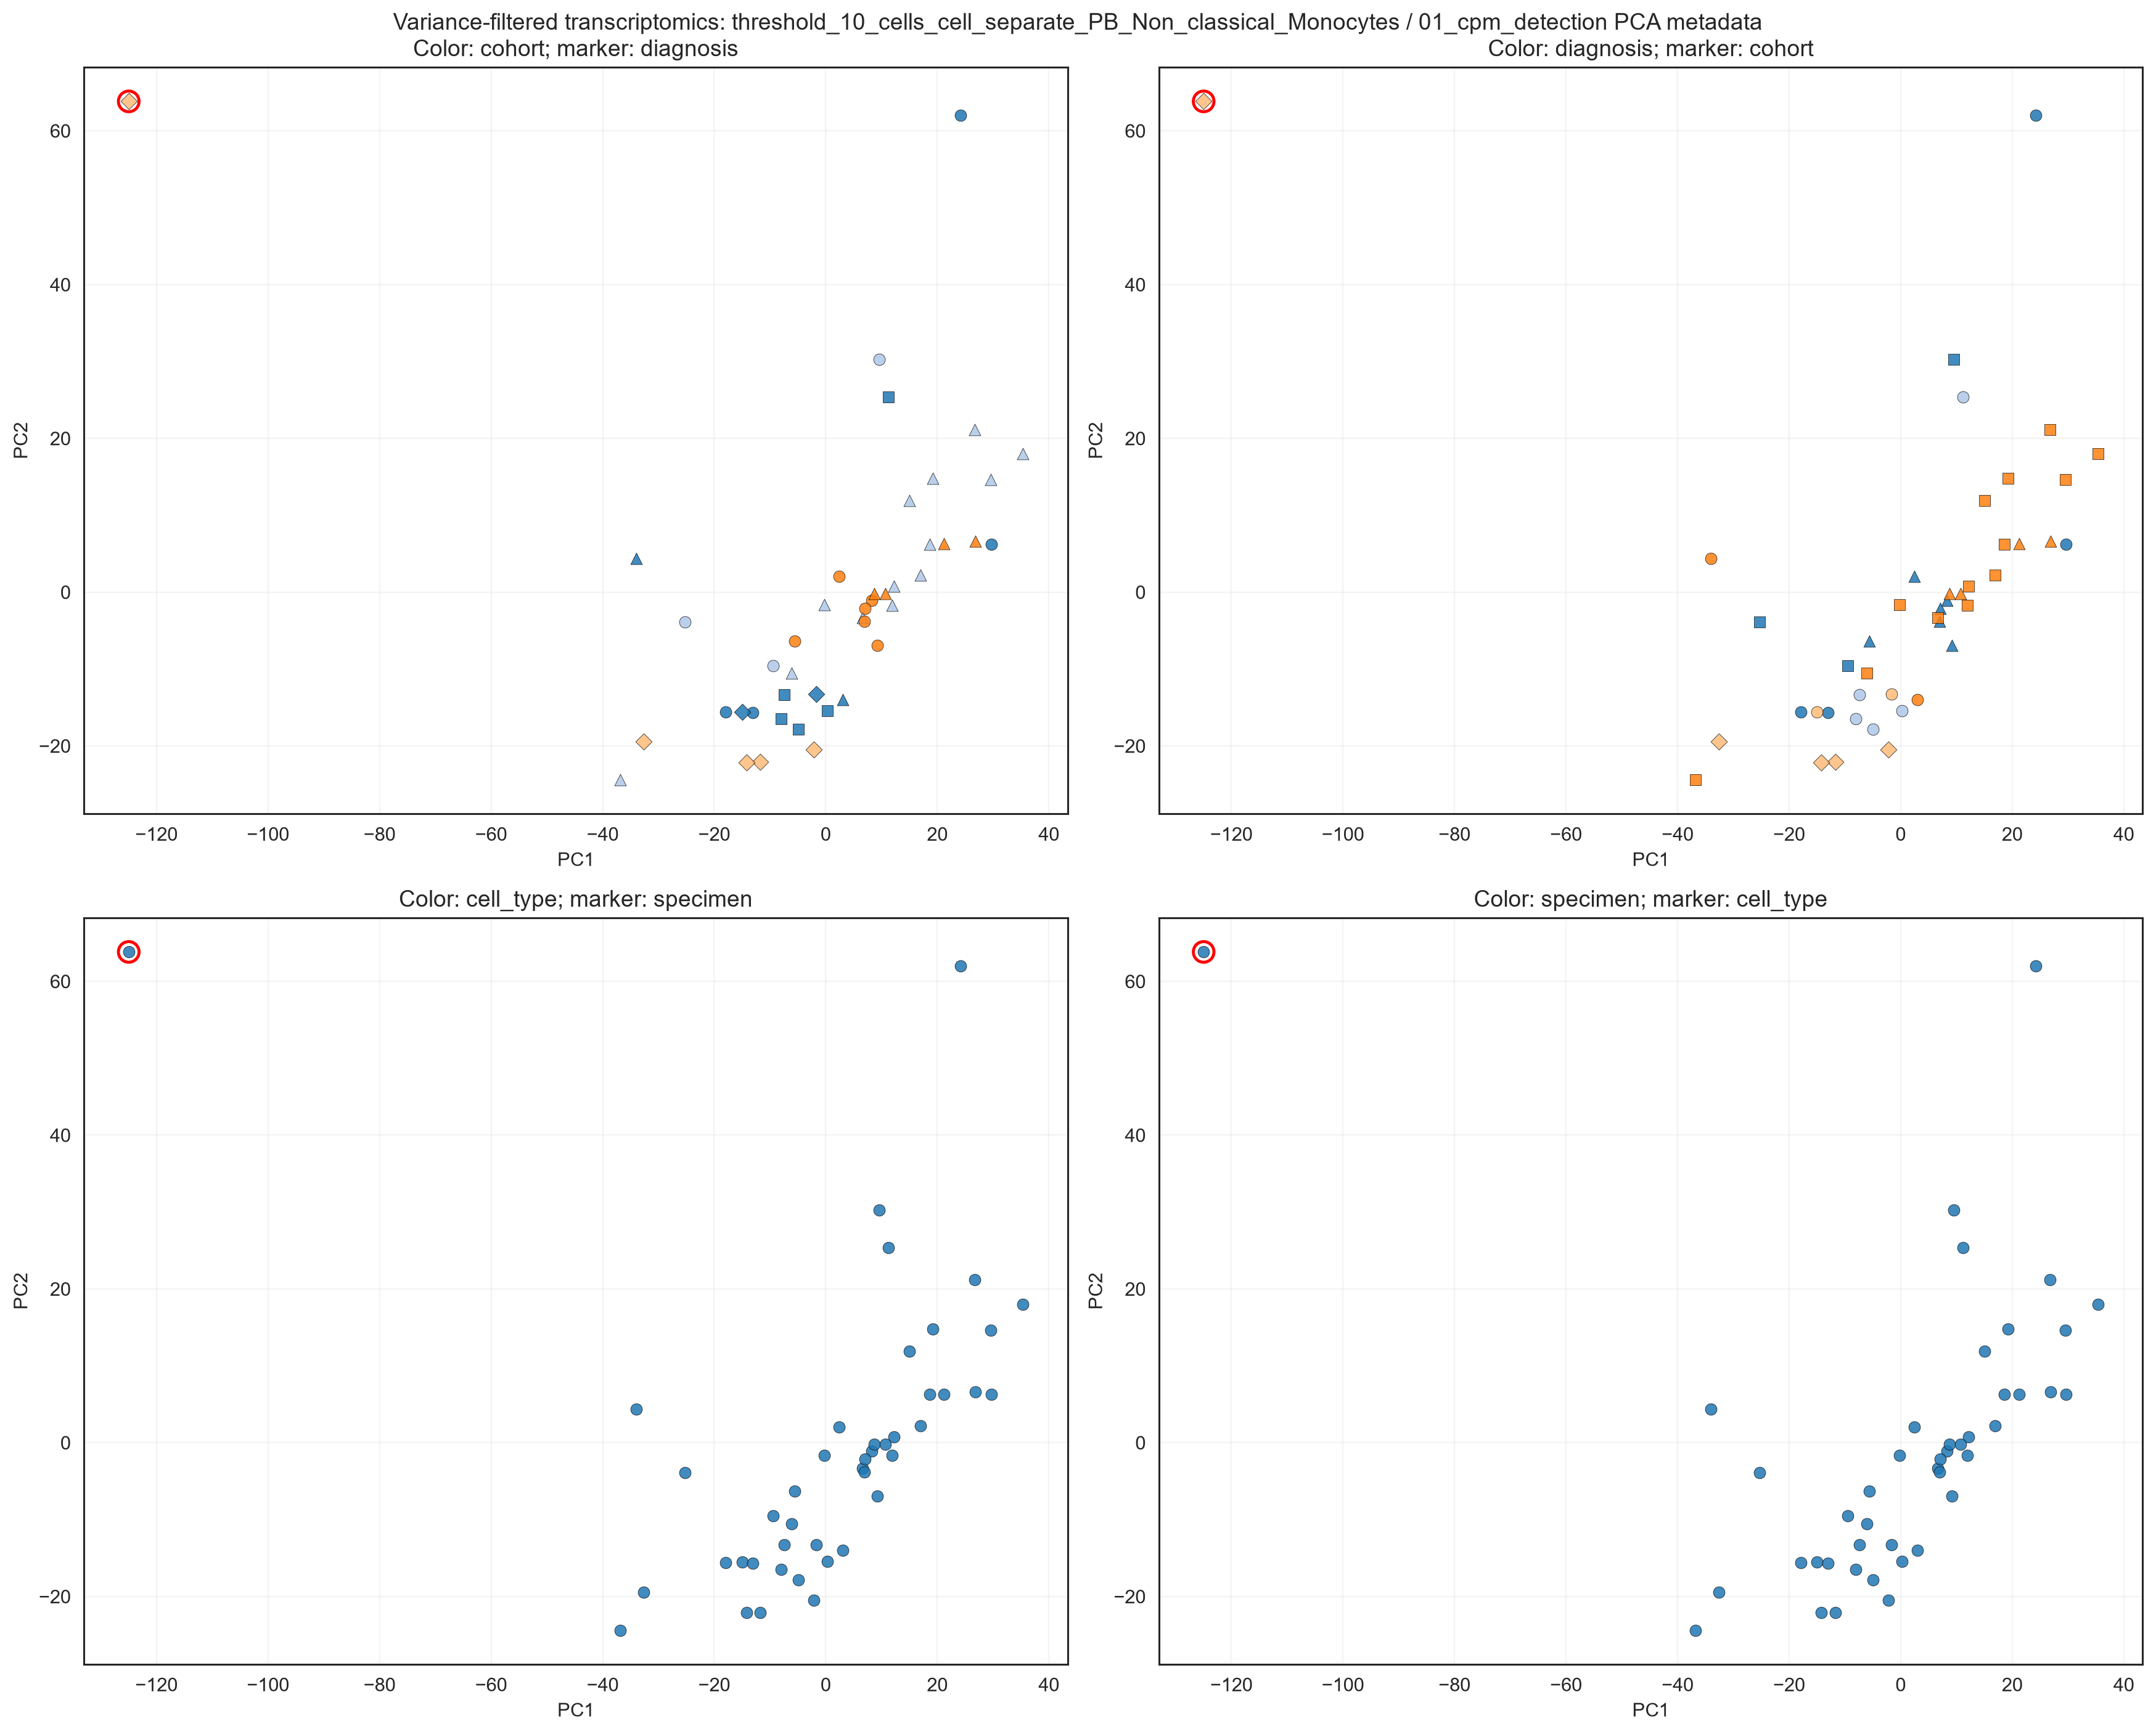 Variance-filtered transcriptomics: threshold_10_cells_cell_separate_PB_Non_classical_Monocytes / 01_cpm_detection PCA metadata
Color: cohort; marker: diagnosis
60
40
20
0
−20
PC2
−120 −100 −80 −60 −40 −20 0 20 40
PC1
Color: diagnosis; marker: cohort
60
40
20
0
−20
PC2
−120 −100 −80 −60 −40 −20 0 20 40
PC1
Color: cell_type; marker: specimen
60
40
20
0
−20
PC2
−120 −100 −80 −60 −40 −20 0 20 40
PC1
Color: specimen; marker: cell_type
60
40
20
0
−20
PC2
−120 −100 −80 −60 −40 −20 0 20 40
PC1